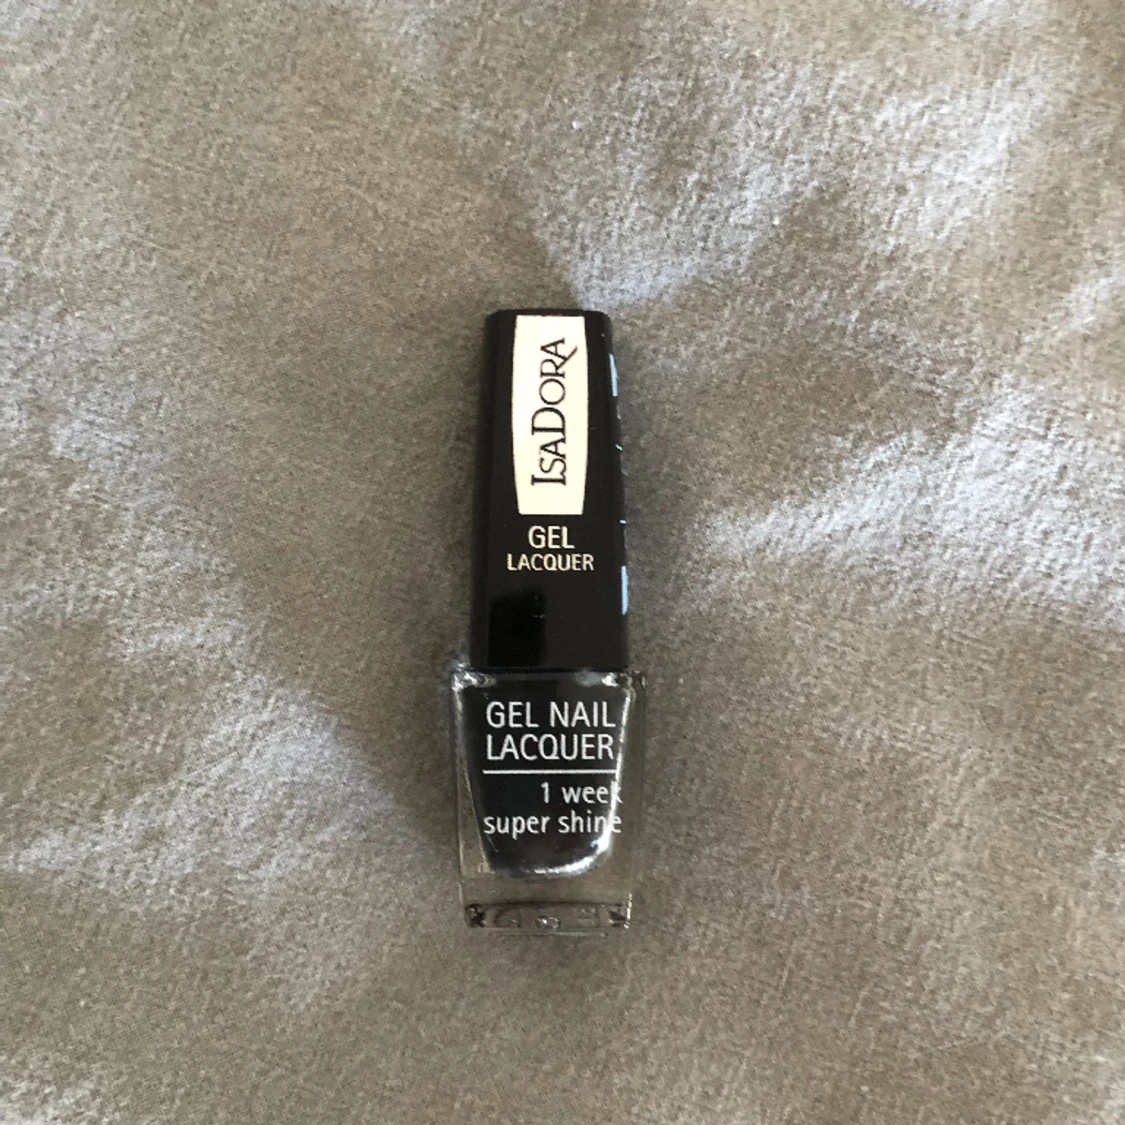 ISADORA
GEL
LACQUER
GEL NAIL
LACQUER
1 week
super shine